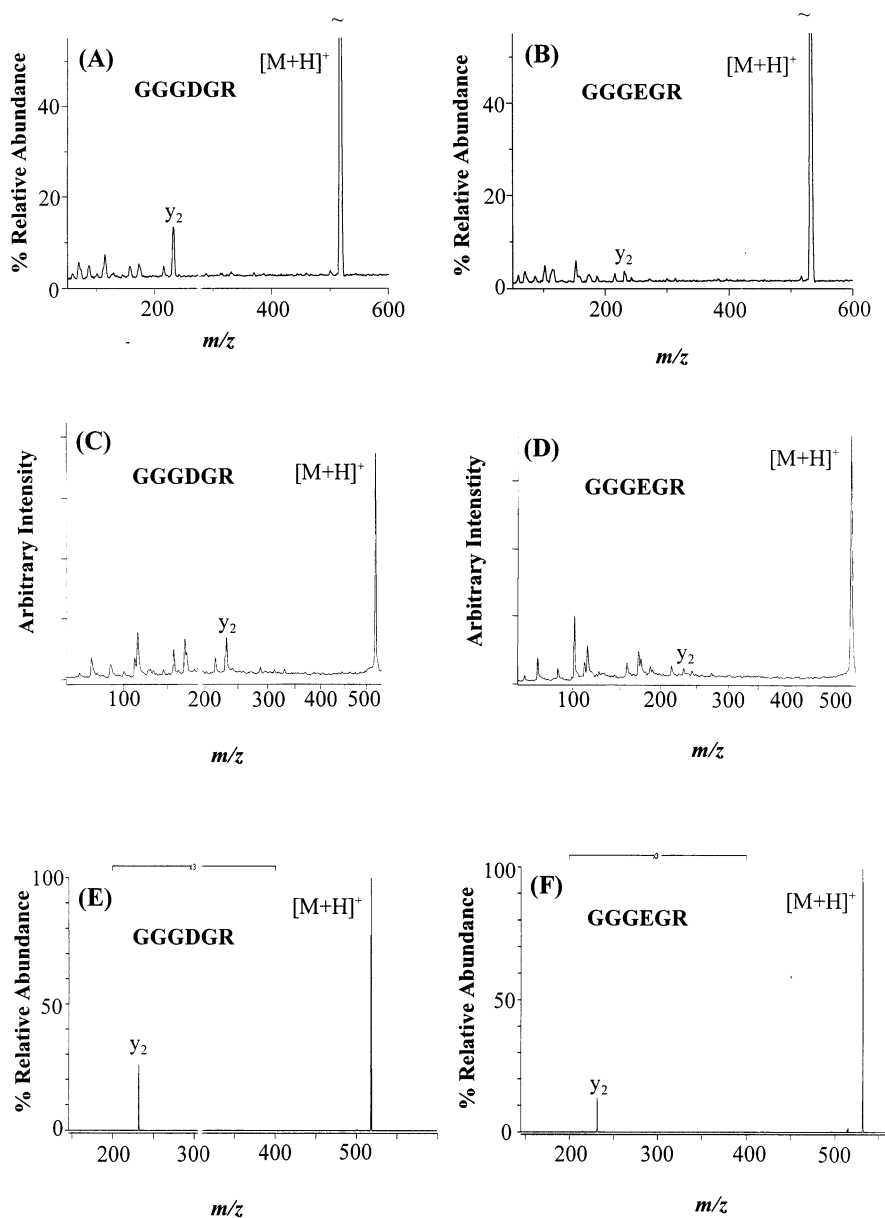 ~
(A)
[M+H]+
GGGDGR
40
20
0
y2
200
400
600
% Relative Abundance
m/z
~
(B)
[M+H]+
GGGEGR
40
20
0
y2
200
400
600
% Relative Abundance
m/z
(C)
GGGDGR
[M+H]+
Arbitrary Intensity
y2
100
200
300
400
500
m/z
(D)
GGGEGR
[M+H]+
Arbitrary Intenstity
y2
100
200
300
400
500
m/z
x3
100
(E)
[M+H]+
GGGDGR
50
0
y2
200
300
400
500
% Relative Abundance
m/z
100
(F)
[M+H]+
GGGEGR
50
0
y2
200
300
400
500
% Relative Abundance
m/z